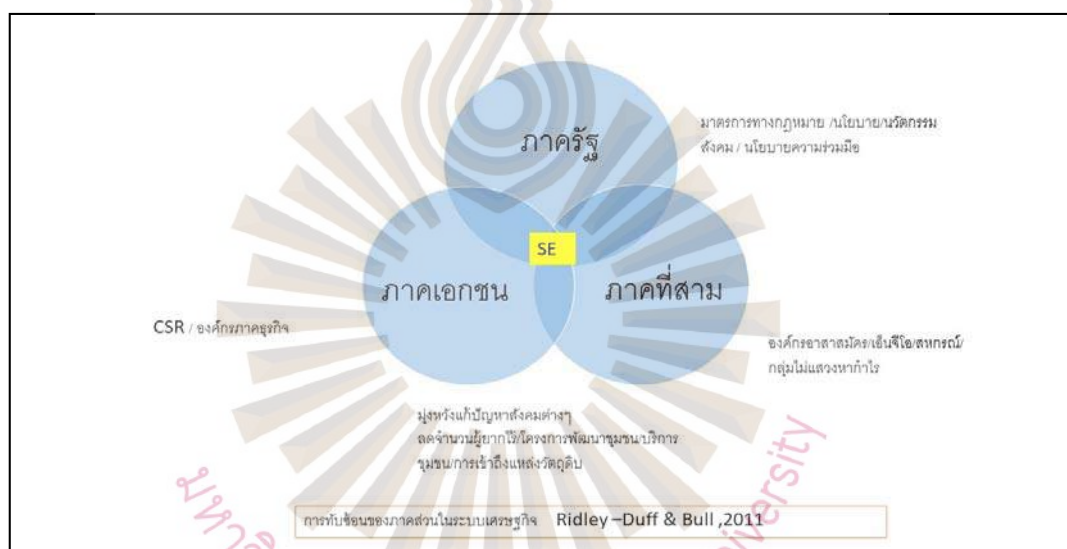 ภาครัฐ
มาตรการทางกฎหมาย /นโยบาย/นวัตกรรม
สังคม / นโยบายความร่วมมือ
SE
ภาคเอกชน
ภาคที่สาม
CSR / องค์กรภาคธุรกิจ
องค์กรอาสาสมัคร/เอ็นจีโอ/สหกรณ์/
กลุ่มไม่แสวงหากำไร
มุ่งหวังแก้ปัญหาสังคมต่างๆ
ลดจำนวนผู้ยากไร้/โครงการพัฒนาชุมชน/บริการ
ชุมชน/การเข้าถึงแหล่งวัตถุดิบ
การทับซ้อนของภาคส่วนในระบบเศรษฐกิจ Ridley –Duff & Bull ,2011